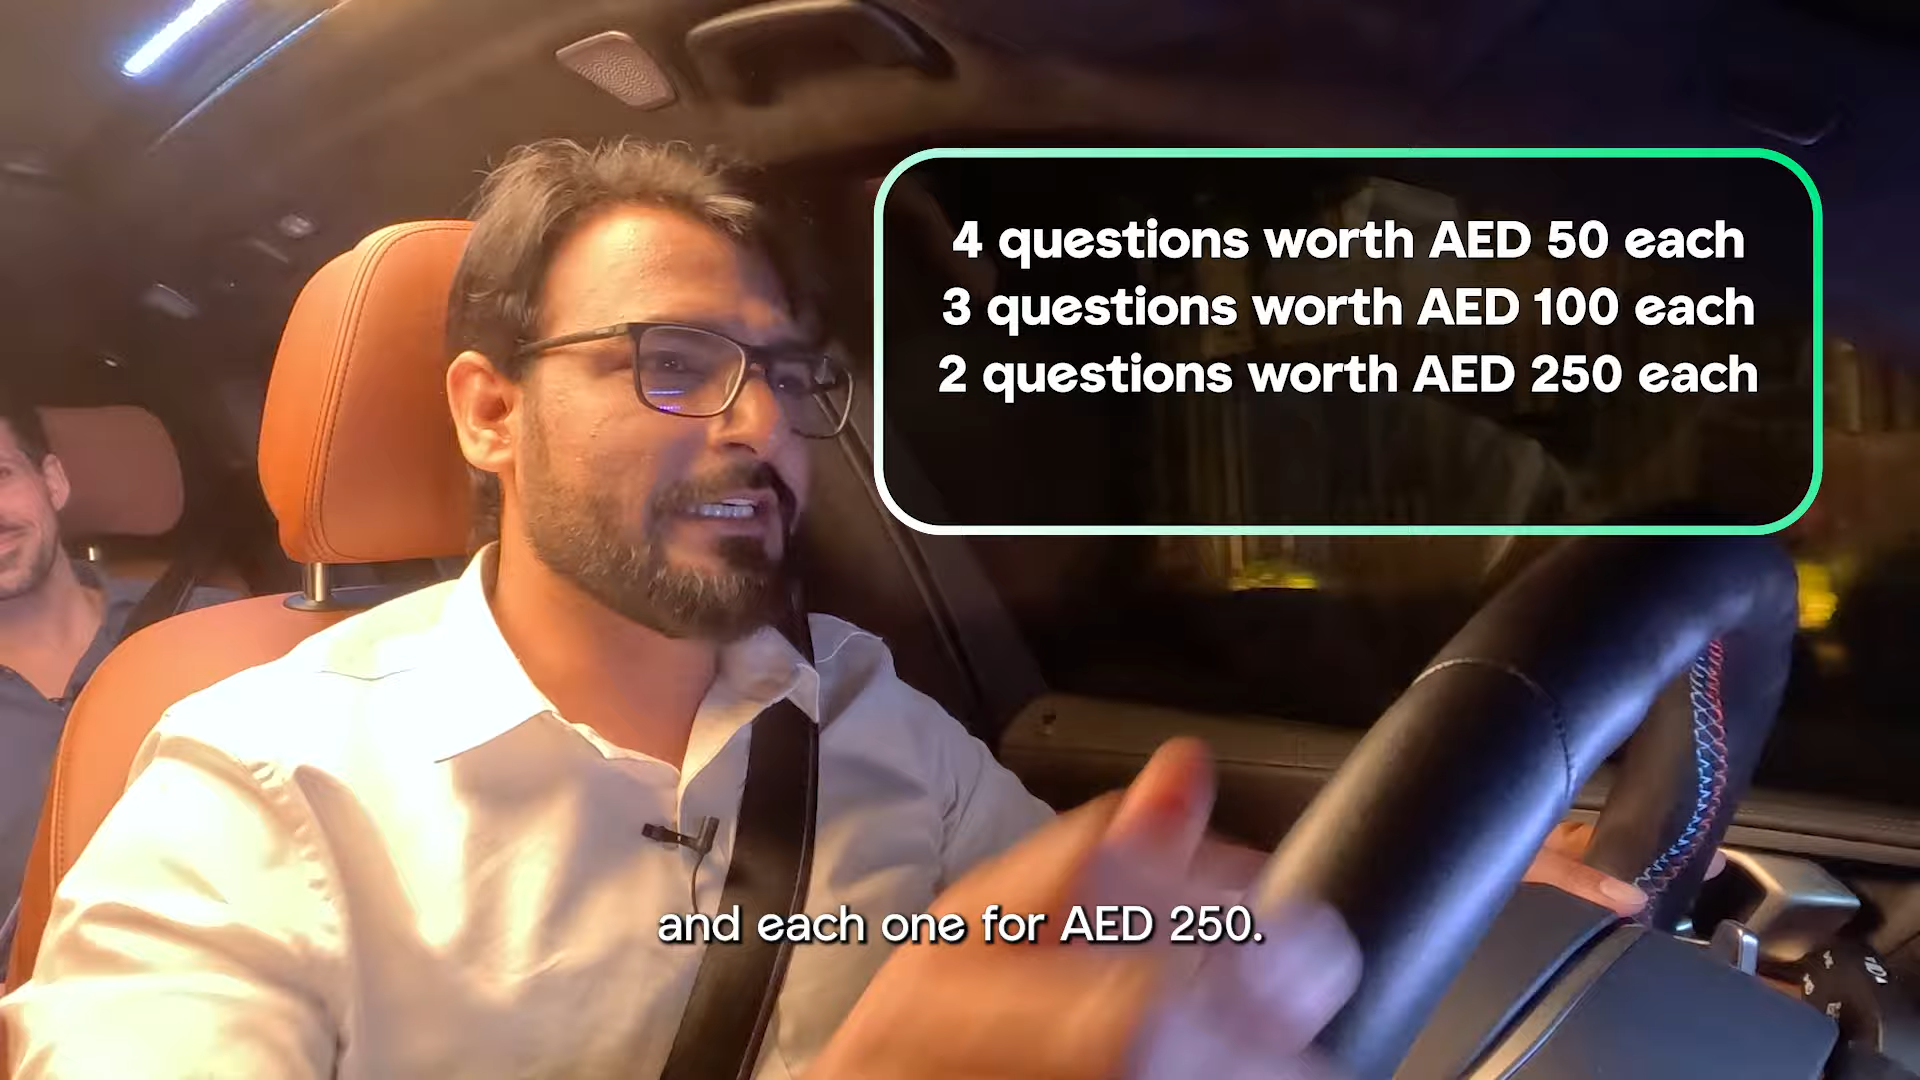 4 questions worth AED 50 each
3 questions worth AED 100 each
2 questions worth AED 250 each
and each one for AED 250.